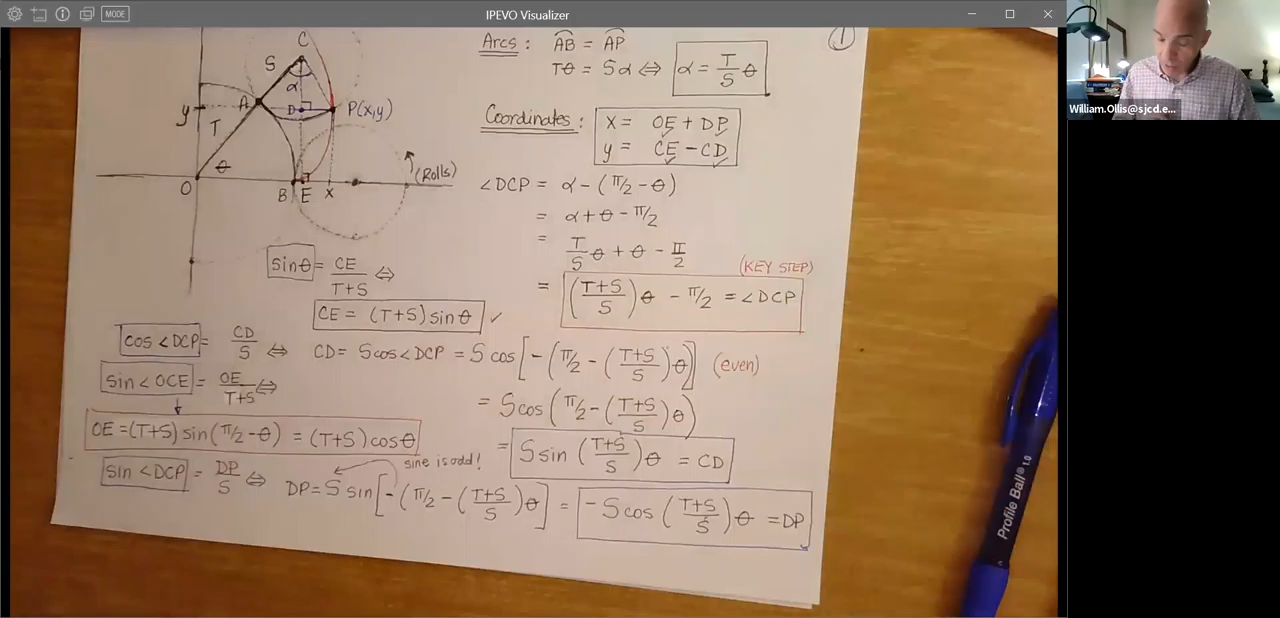 IPEVO Visualizer
MODE
William.Ollis@sjcd.e...
①
C
S
α
A
D
P(x,y)
y
T
θ
O
B
E
x
(Rolls)
Arcs: A͡B = A͡P
Tθ = Sα ⇔ α = T/S θ
Coordinates: x = OE + DP
y = CE - CD
∠DCP = α - (π/2 - θ)
= α + θ - π/2
= T/S θ + θ - π/2
(KEY STEP)
= ((T+S)/S)θ - π/2 = ∠DCP
sinθ = CE/(T+S) ⇔
CE = (T+S) sinθ ✓
cos∠DCP = CD/S ⇔ CD = S cos∠DCP = S cos[-(π/2 - ((T+S)/S)θ)] (even)
= S cos(π/2 - ((T+S)/S)θ)
= S sin((T+S)/S)θ = CD
sin∠OCE = OE/(T+S) ⇔
OE = (T+S) sin(π/2 - θ) = (T+S) cosθ
sine is odd!
sin∠DCP = DP/S ⇔ DP = S sin[-(π/2 - ((T+S)/S)θ] = -S cos((T+S)/S)θ = DP
Profile Ball® 1.0